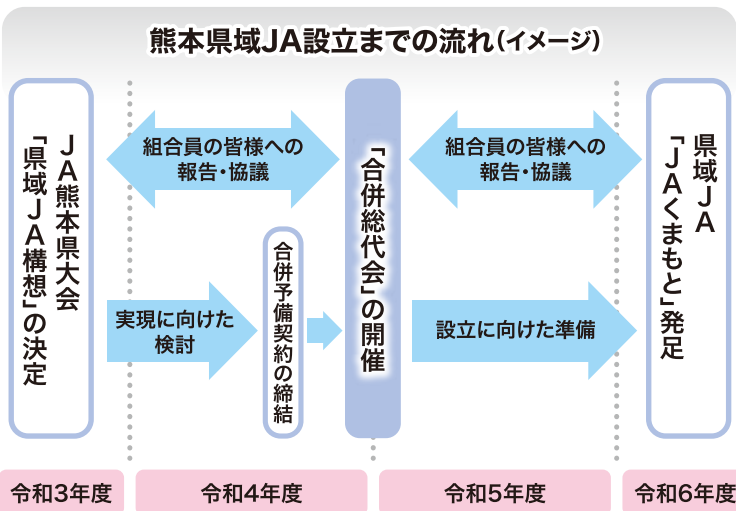 熊本県域JA設立までの流れ(イメージ)
JA熊本県大会
「県域JA構想」の決定
組合員の皆様への
報告・協議
実現に向けた
検討
合併予備契約の締結
「合併総代会」の開催
組合員の皆様への
報告・協議
設立に向けた準備
県域JA
「JAくまもと」発足
令和3年度
令和4年度
令和5年度
令和6年度